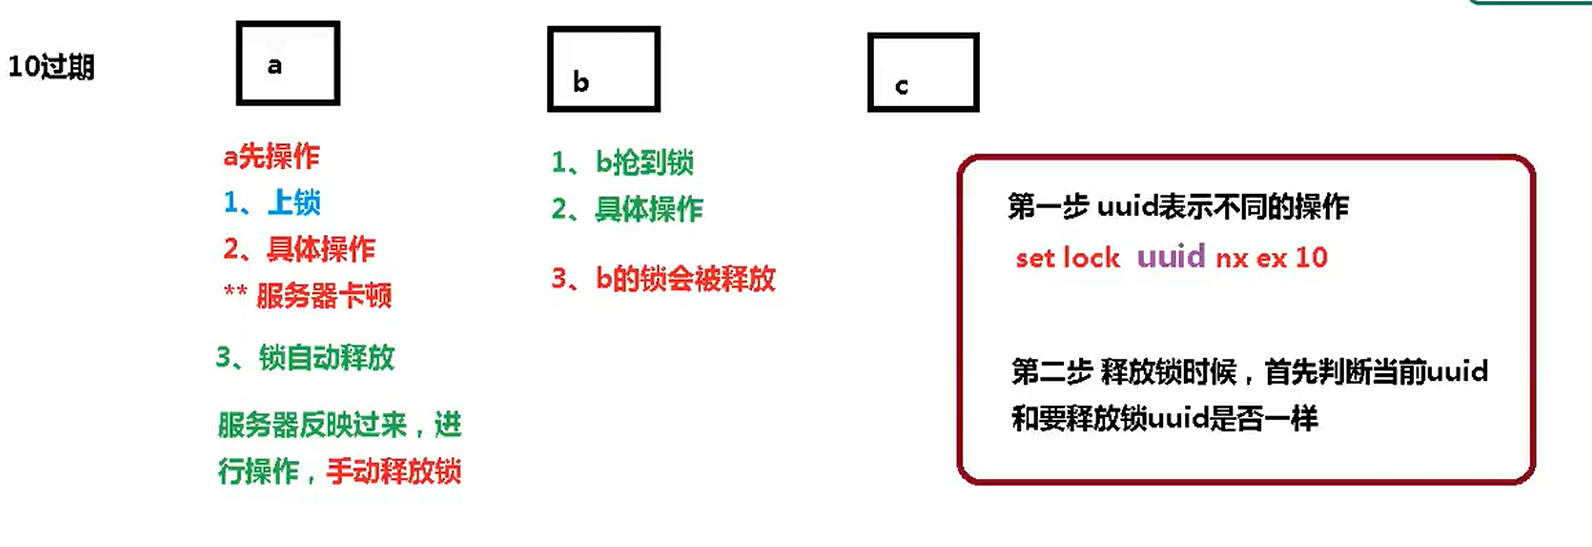 10过期
a
b
c
a先操作
1、上锁
2、具体操作
** 服务器卡顿
3、锁自动释放
服务器反映过来，进
行操作，手动释放锁
1、b抢到锁
2、具体操作
3、b的锁会被释放
第一步 uuid表示不同的操作
set lock uuid nx ex 10
第二步 释放锁时候，首先判断当前uuid
和要释放锁uuid是否一样